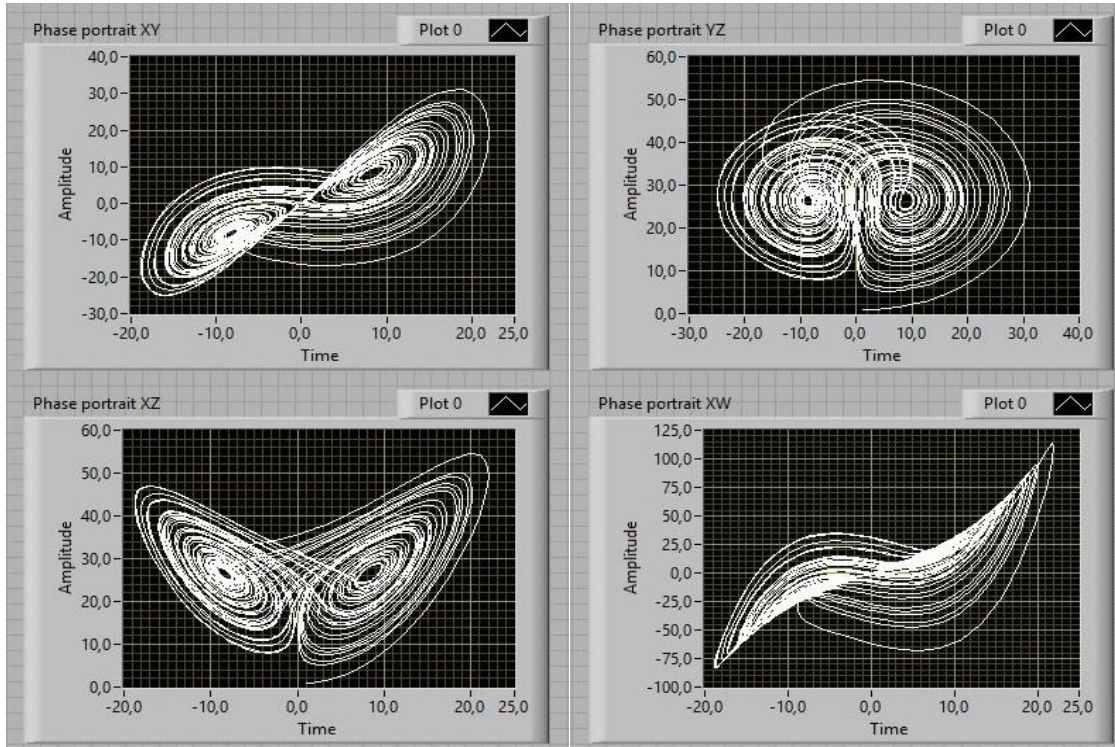 Phase portrait XY
Plot 0
40,0
30,0
20,0
10,0
0,0
-10,0
-20,0
-30,0
Amplitude
-20,0 -10,0 0,0 10,0 20,0 25,0
Time
Phase portrait YZ
Plot 0
60,0
50,0
40,0
30,0
20,0
10,0
0,0
Amplitude
-30,0 -20,0 -10,0 0,0 10,0 20,0 30,0 40,0
Time
Phase portrait XZ
Plot 0
60,0
50,0
40,0
30,0
20,0
10,0
0,0
Amplitude
-20,0 -10,0 0,0 10,0 20,0 25,0
Time
Phase portrait XW
Plot 0
125,0
100,0
75,0
50,0
25,0
0,0
-25,0
-50,0
-75,0
-100,0
Amplitude
-20,0 -10,0 0,0 10,0 20,0 25,0
Time